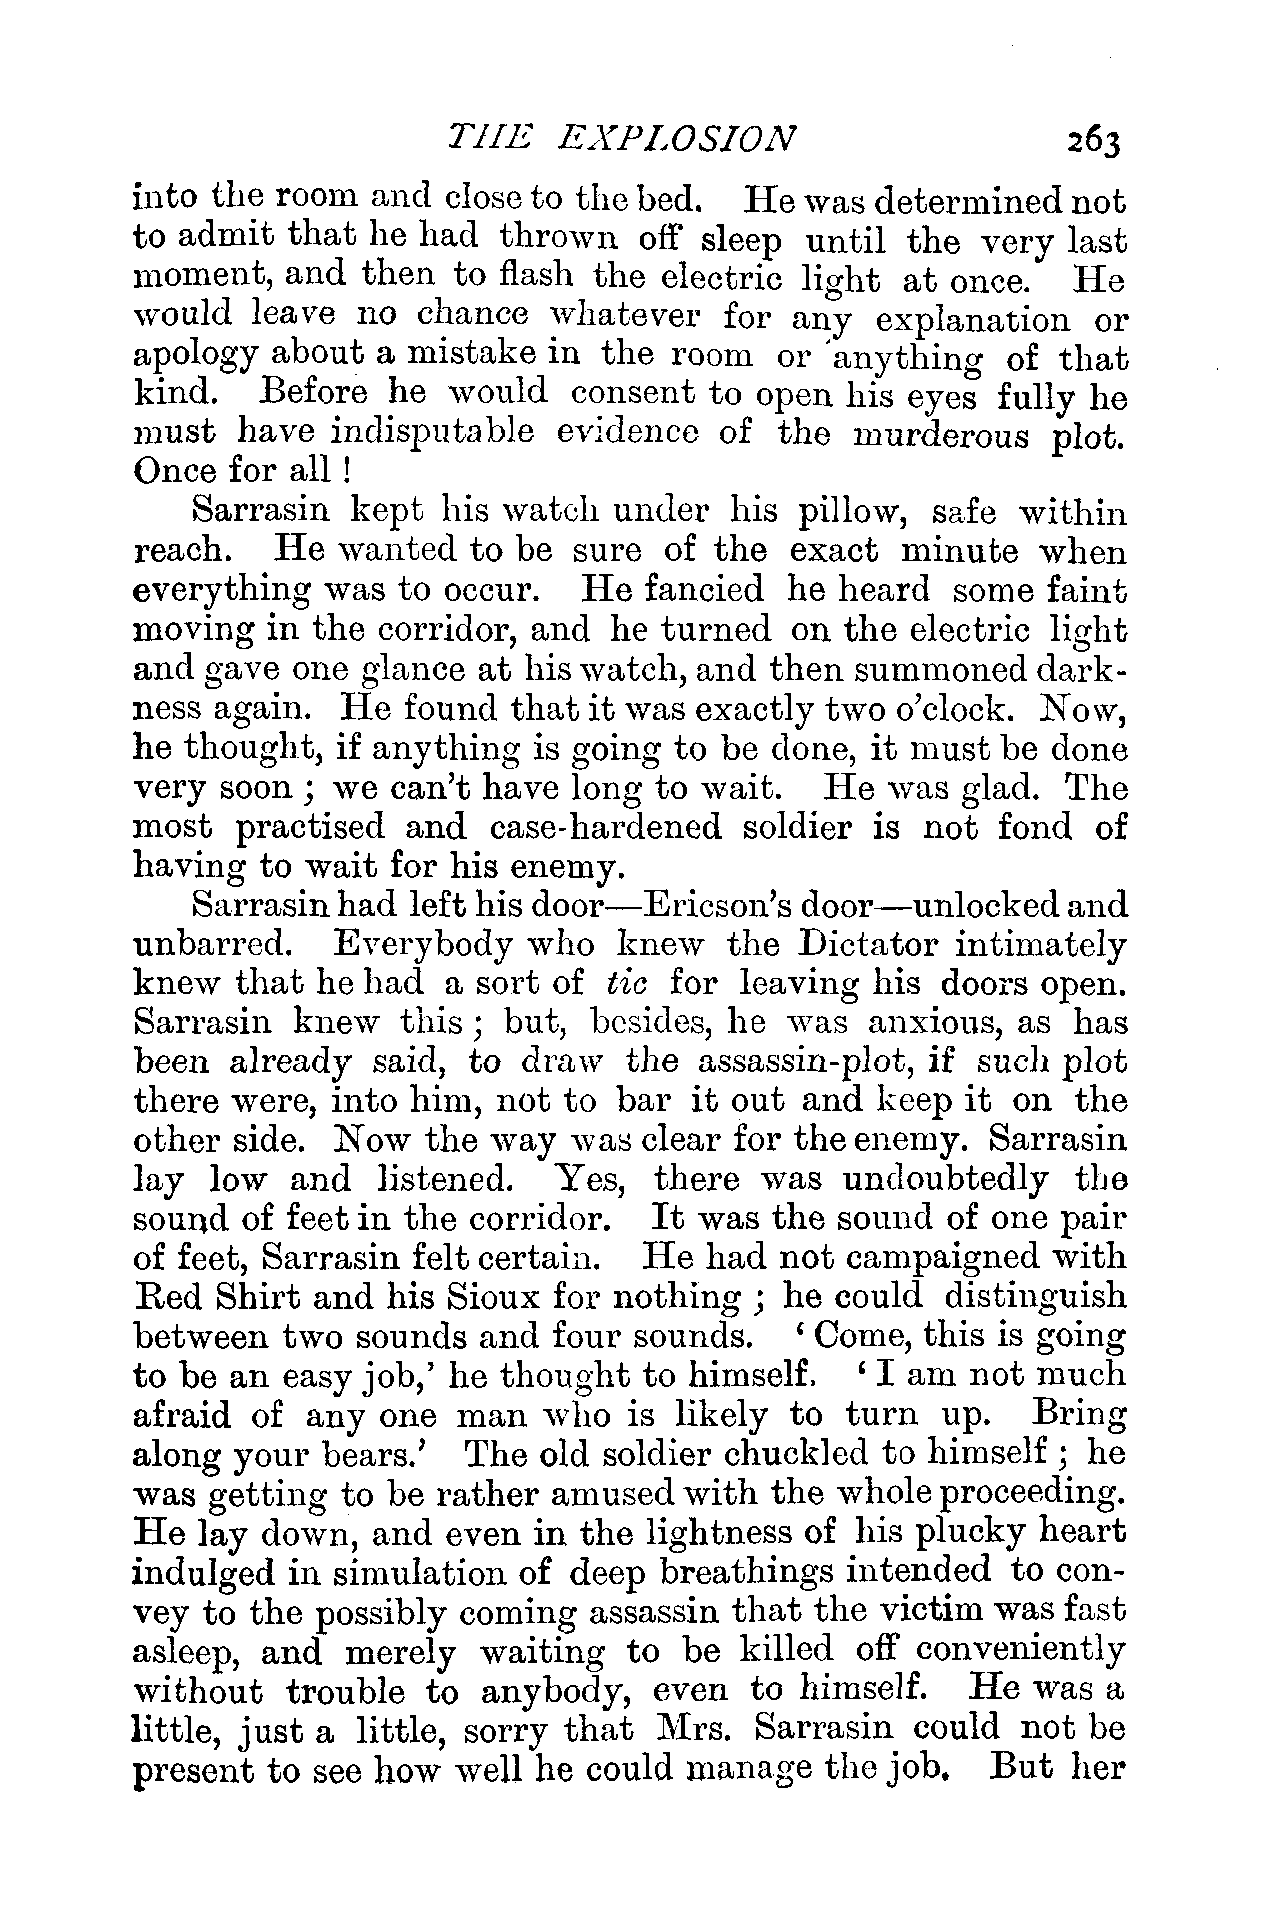 THE EXPLOSION 263
into the room and close to the bed. He was determined not
to admit that he had thrown off sleep until the very last
moment, and then to flash the electric light at once. He
would leave no chance whatever for any explanation or
apology about a mistake in the room or anything of that
kind. Before he would consent to open his eyes fully he
must have indisputable evidence of the murderous plot.
Once for all !
Sarrasin kept his watch under his pillow, safe within
reach. He wanted to be sure of the exact minute when
everything was to occur. He fancied he heard some faint
moving in the corridor, and he turned on the electric light
and gave one glance at his watch, and then summoned dark-
ness again. He found that it was exactly two o'clock. Now,
he thought, if anything is going to be done, it must be done
very soon ; we can't have long to wait. He was glad. The
most practised and case-hardened soldier is not fond of
having to wait for his enemy.
Sarrasin had left his door—Ericson's door—unlocked and
unbarred. Everybody who knew the Dictator intimately
knew that he had a sort of tic for leaving his doors open.
Sarrasin knew this ; but, besides, he was anxious, as has
been already said, to draw the assassin-plot, if such plot
there were, into him, not to bar it out and keep it on the
other side. Now the way was clear for the enemy. Sarrasin
lay low and listened. Yes, there was undoubtedly the
sound of feet in the corridor. It was the sound of one pair
of feet, Sarrasin felt certain. He had not campaigned with
Red Shirt and his Sioux for nothing ; he could distinguish
between two sounds and four sounds. ‘ Come, this is going
to be an easy job,’ he thought to himself. ‘ I am not much
afraid of any one man who is likely to turn up. Bring
along your bears.’ The old soldier chuckled to himself ; he
was getting to be rather amused with the whole proceeding.
He lay down, and even in the lightness of his plucky heart
indulged in simulation of deep breathings intended to con-
vey to the possibly coming assassin that the victim was fast
asleep, and merely waiting to be killed off conveniently
without trouble to anybody, even to himself. He was a
little, just a little, sorry that Mrs. Sarrasin could not be
present to see how well he could manage the job. But her